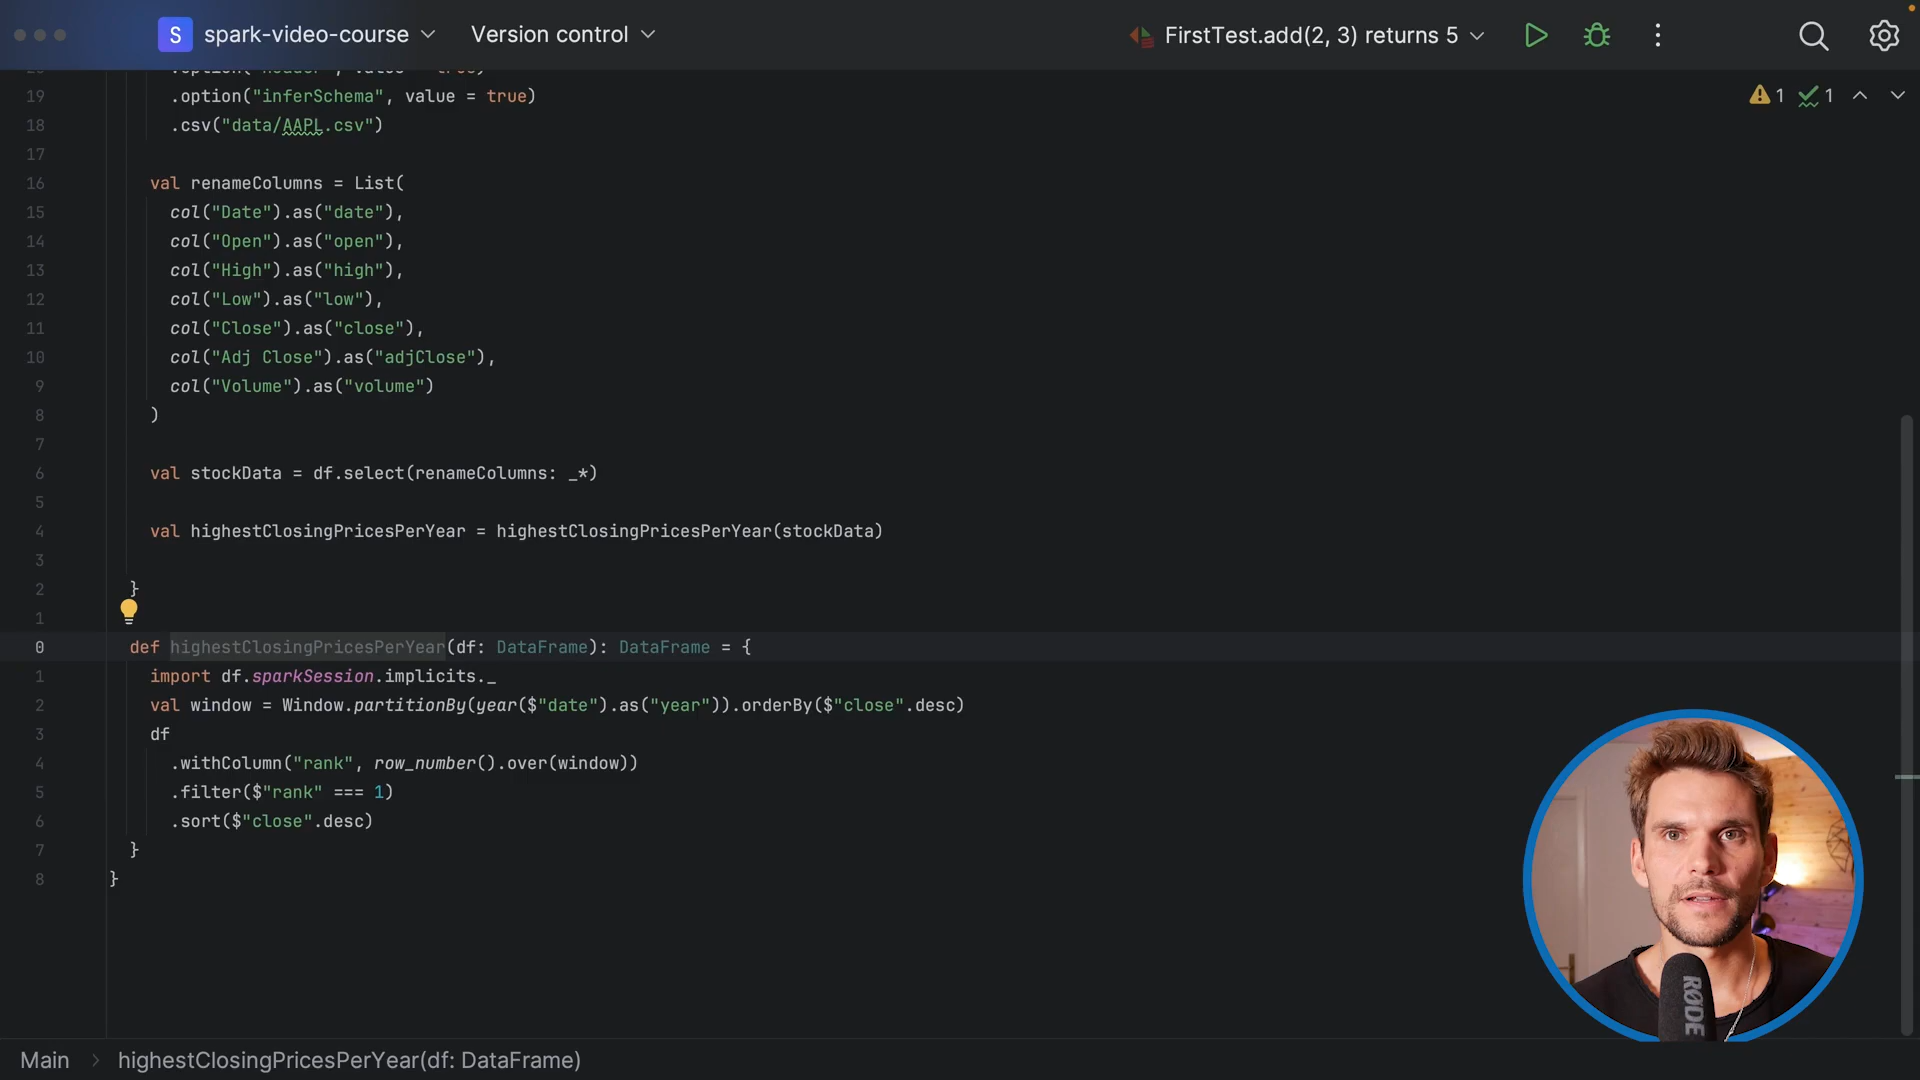 S spark-video-course Version control FirstTest.add(2, 3) returns 5
19 .option("inferSchema", value = true)
1 1
18 .csv("data/AAPL.csv")
17
16 val renameColumns = List(
15 col("Date").as("date"),
14 col("Open").as("open"),
13 col("High").as("high"),
12 col("Low").as("low"),
11 col("Close").as("close"),
10 col("Adj Close").as("adjClose"),
9 col("Volume").as("volume")
8 )
7
6 val stockData = df.select(renameColumns: _*)
5
4 val highestClosingPricesPerYear = highestClosingPricesPerYear(stockData)
3
2 }
1
0 def highestClosingPricesPerYear(df: DataFrame): DataFrame = {
1 import df.sparkSession.implicits._
2 val window = Window.partitionBy(year($"date").as("year")).orderBy($"close".desc)
3 df
4 .withColumn("rank", row_number().over(window))
5 .filter($"rank" === 1)
6 .sort($"close".desc)
7 }
8 }
RØDE
Main > highestClosingPricesPerYear(df: DataFrame)